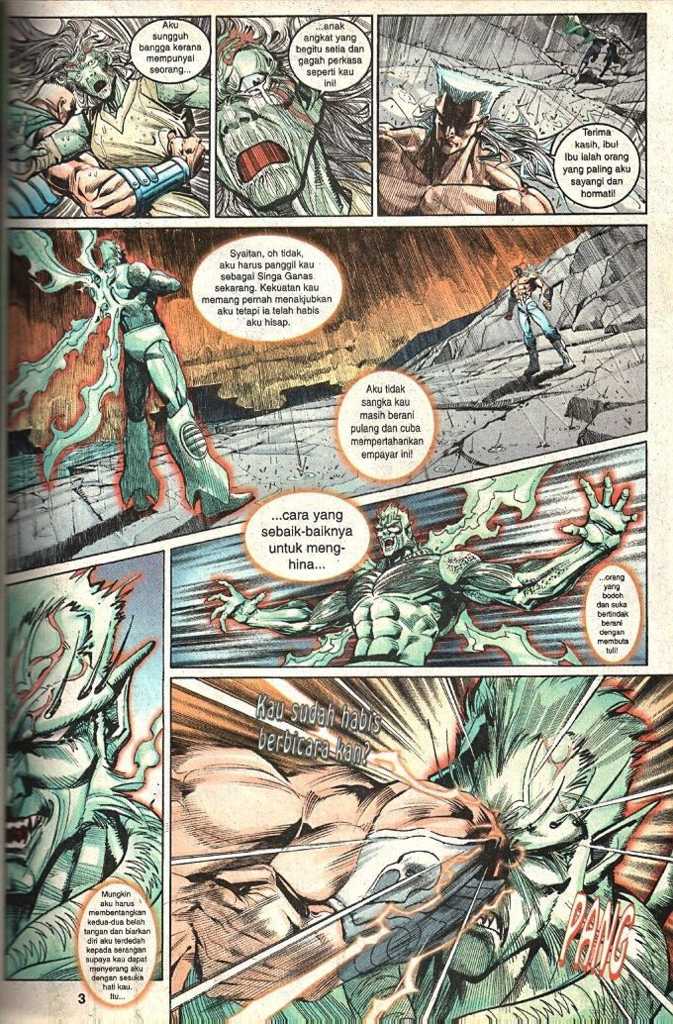 Aku
sungguh
bangga kerana
mempunyai
seorang...
...anak
angkat yang
begitu setia dan
gagah perkasa
seperti kau
ini!
Terima
kasih, ibu!
Ibu ialah orang
yang paling aku
sayangi dan
hormati!
Syaitan, oh tidak,
aku harus panggil kau
sebagai Singa Ganas
sekarang. Kekuatan kau
memang pernah menakjubkan
aku tetapi ia telah habis
aku hisap.
Aku tidak
sangka kau
masih berani
pulang dan cuba
mempertahankan
empayar ini!
Mungkin
aku harus
membentangkan
kedua-dua belah
tangan dan biarkan
diri aku terdedah
kepada serangan
supaya kau dapat
menyerang aku
dengan sesuka
hati kau.
Itu...
...cara yang
sebaik-baiknya
untuk meng-
hina...
...orang
yang
bodoh
dan suka
bertindak
berani
dengan
membuta
tuli!
Kau sudah habis
berbicara kan?
PANG
3